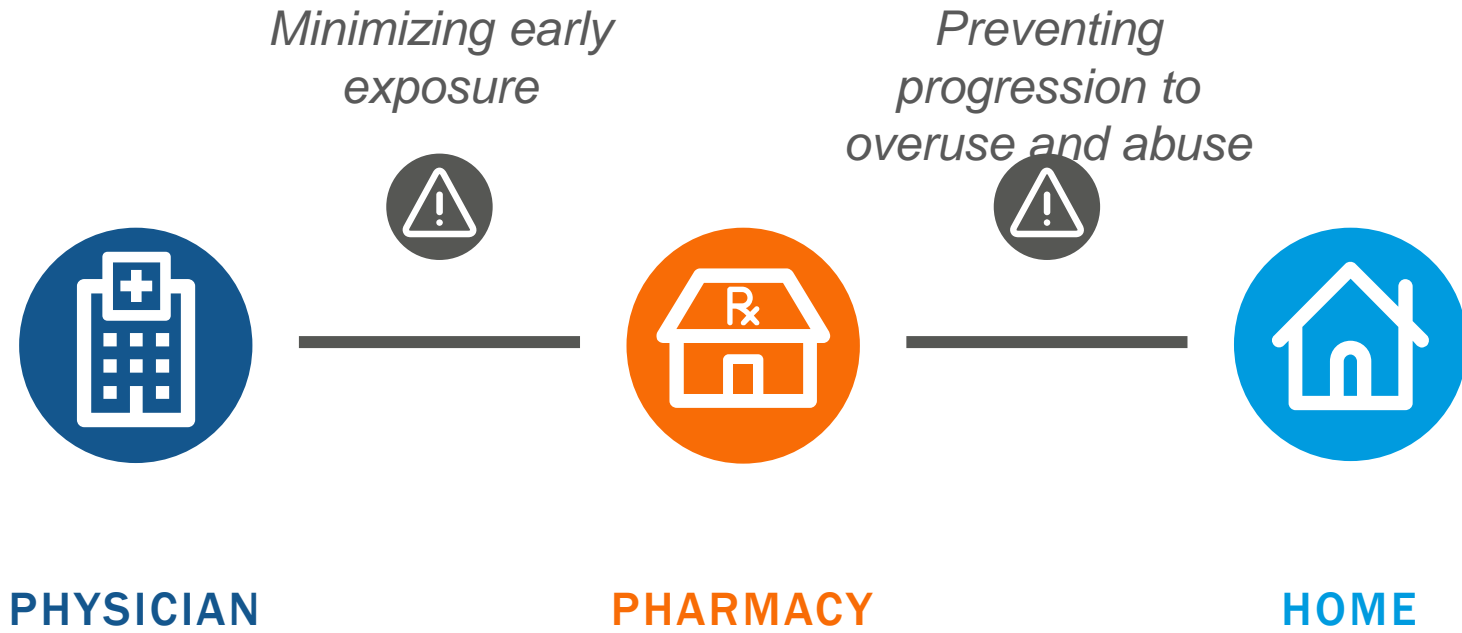 Minimizing early
exposure
Preventing
progression to
overuse and abuse
Rx
PHYSICIAN
PHARMACY
HOME